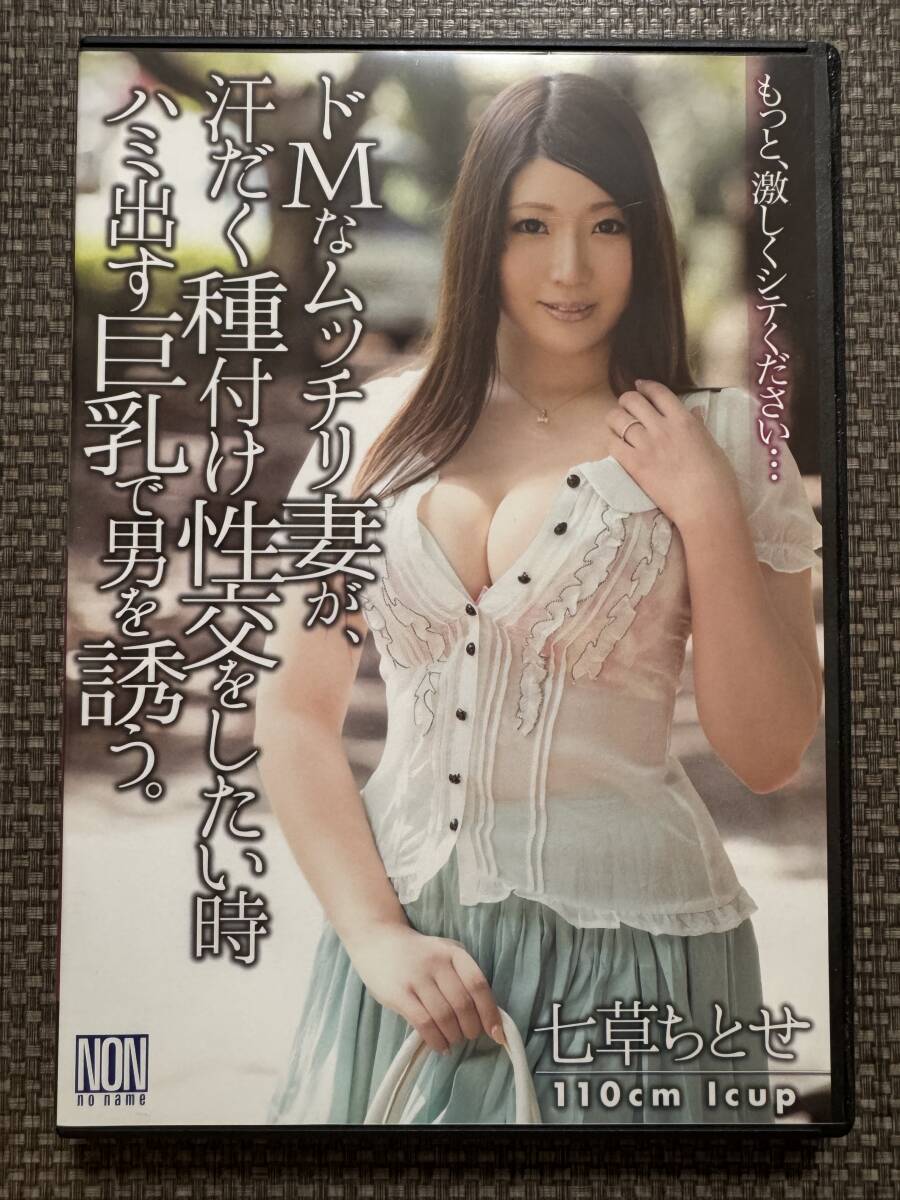 もっと、激しくシテください…
ドMなムッチリ妻が、
汗だく種付け性交をしたい時
ハミ出す巨乳で男を誘う。
七草ちとせ
110cm Icup
NON
no name